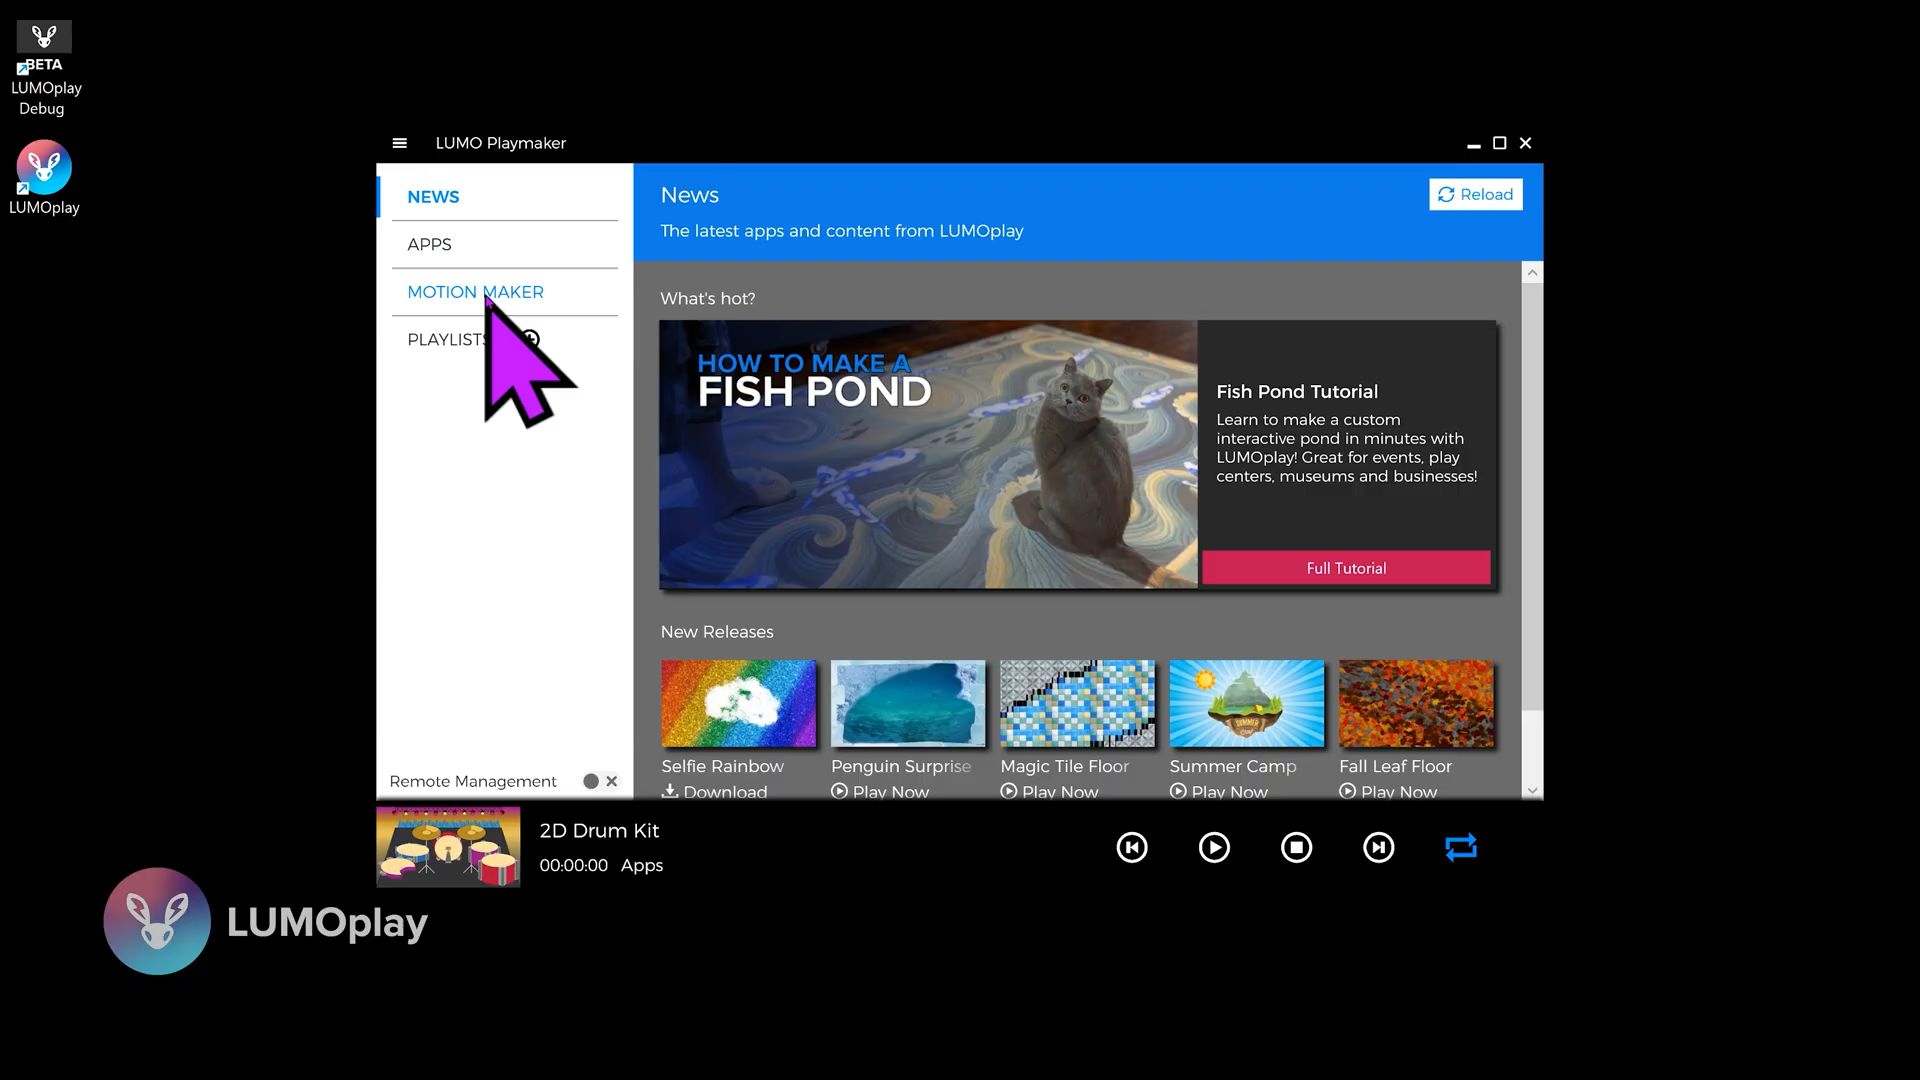 BETA
LUMOplay
Debug
LUMOplay
LUMO Playmaker
NEWS
APPS
MOTION MAKER
PLAYLISTS
Remote Management
News
The latest apps and content from LUMOplay
Reload
What's hot?
HOW TO MAKE A
FISH POND
Fish Pond Tutorial
Learn to make a custom
interactive pond in minutes with
LUMOplay! Great for events, play
centers, museums and businesses!
Full Tutorial
New Releases
SUMMER
Selfie Rainbow
Penguin Surprise
Magic Tile Floor
Summer Camp
Fall Leaf Floor
Download
Play Now
Play Now
Play Now
Play Now
2D Drum Kit
00:00:00 Apps
LUMOplay